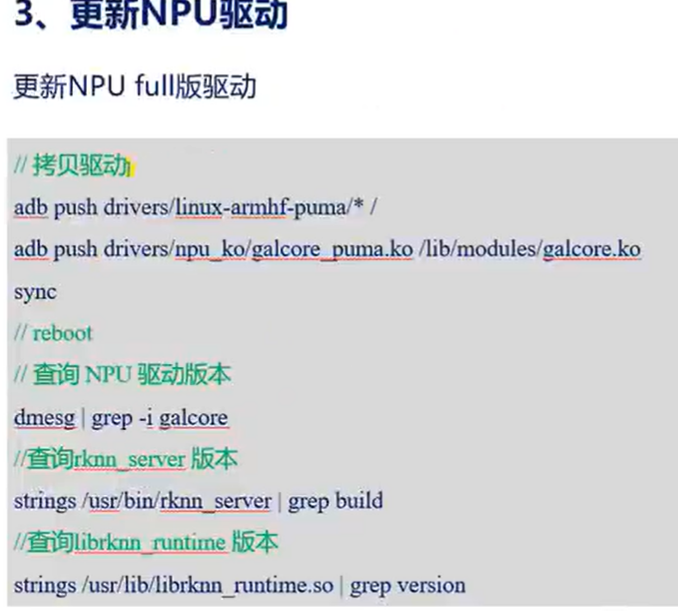 3、更新NPU驱动
更新NPU full版驱动
// 拷贝驱动
adb push drivers/linux-armhf-puma/* /
adb push drivers/npu_ko/galcore_puma.ko /lib/modules/galcore.ko
sync
// reboot
// 查询 NPU 驱动版本
dmesg | grep -i galcore
//查询rknn_server 版本
strings /usr/bin/rknn_server | grep build
//查询librknn_runtime 版本
strings /usr/lib/librknn_runtime.so | grep version